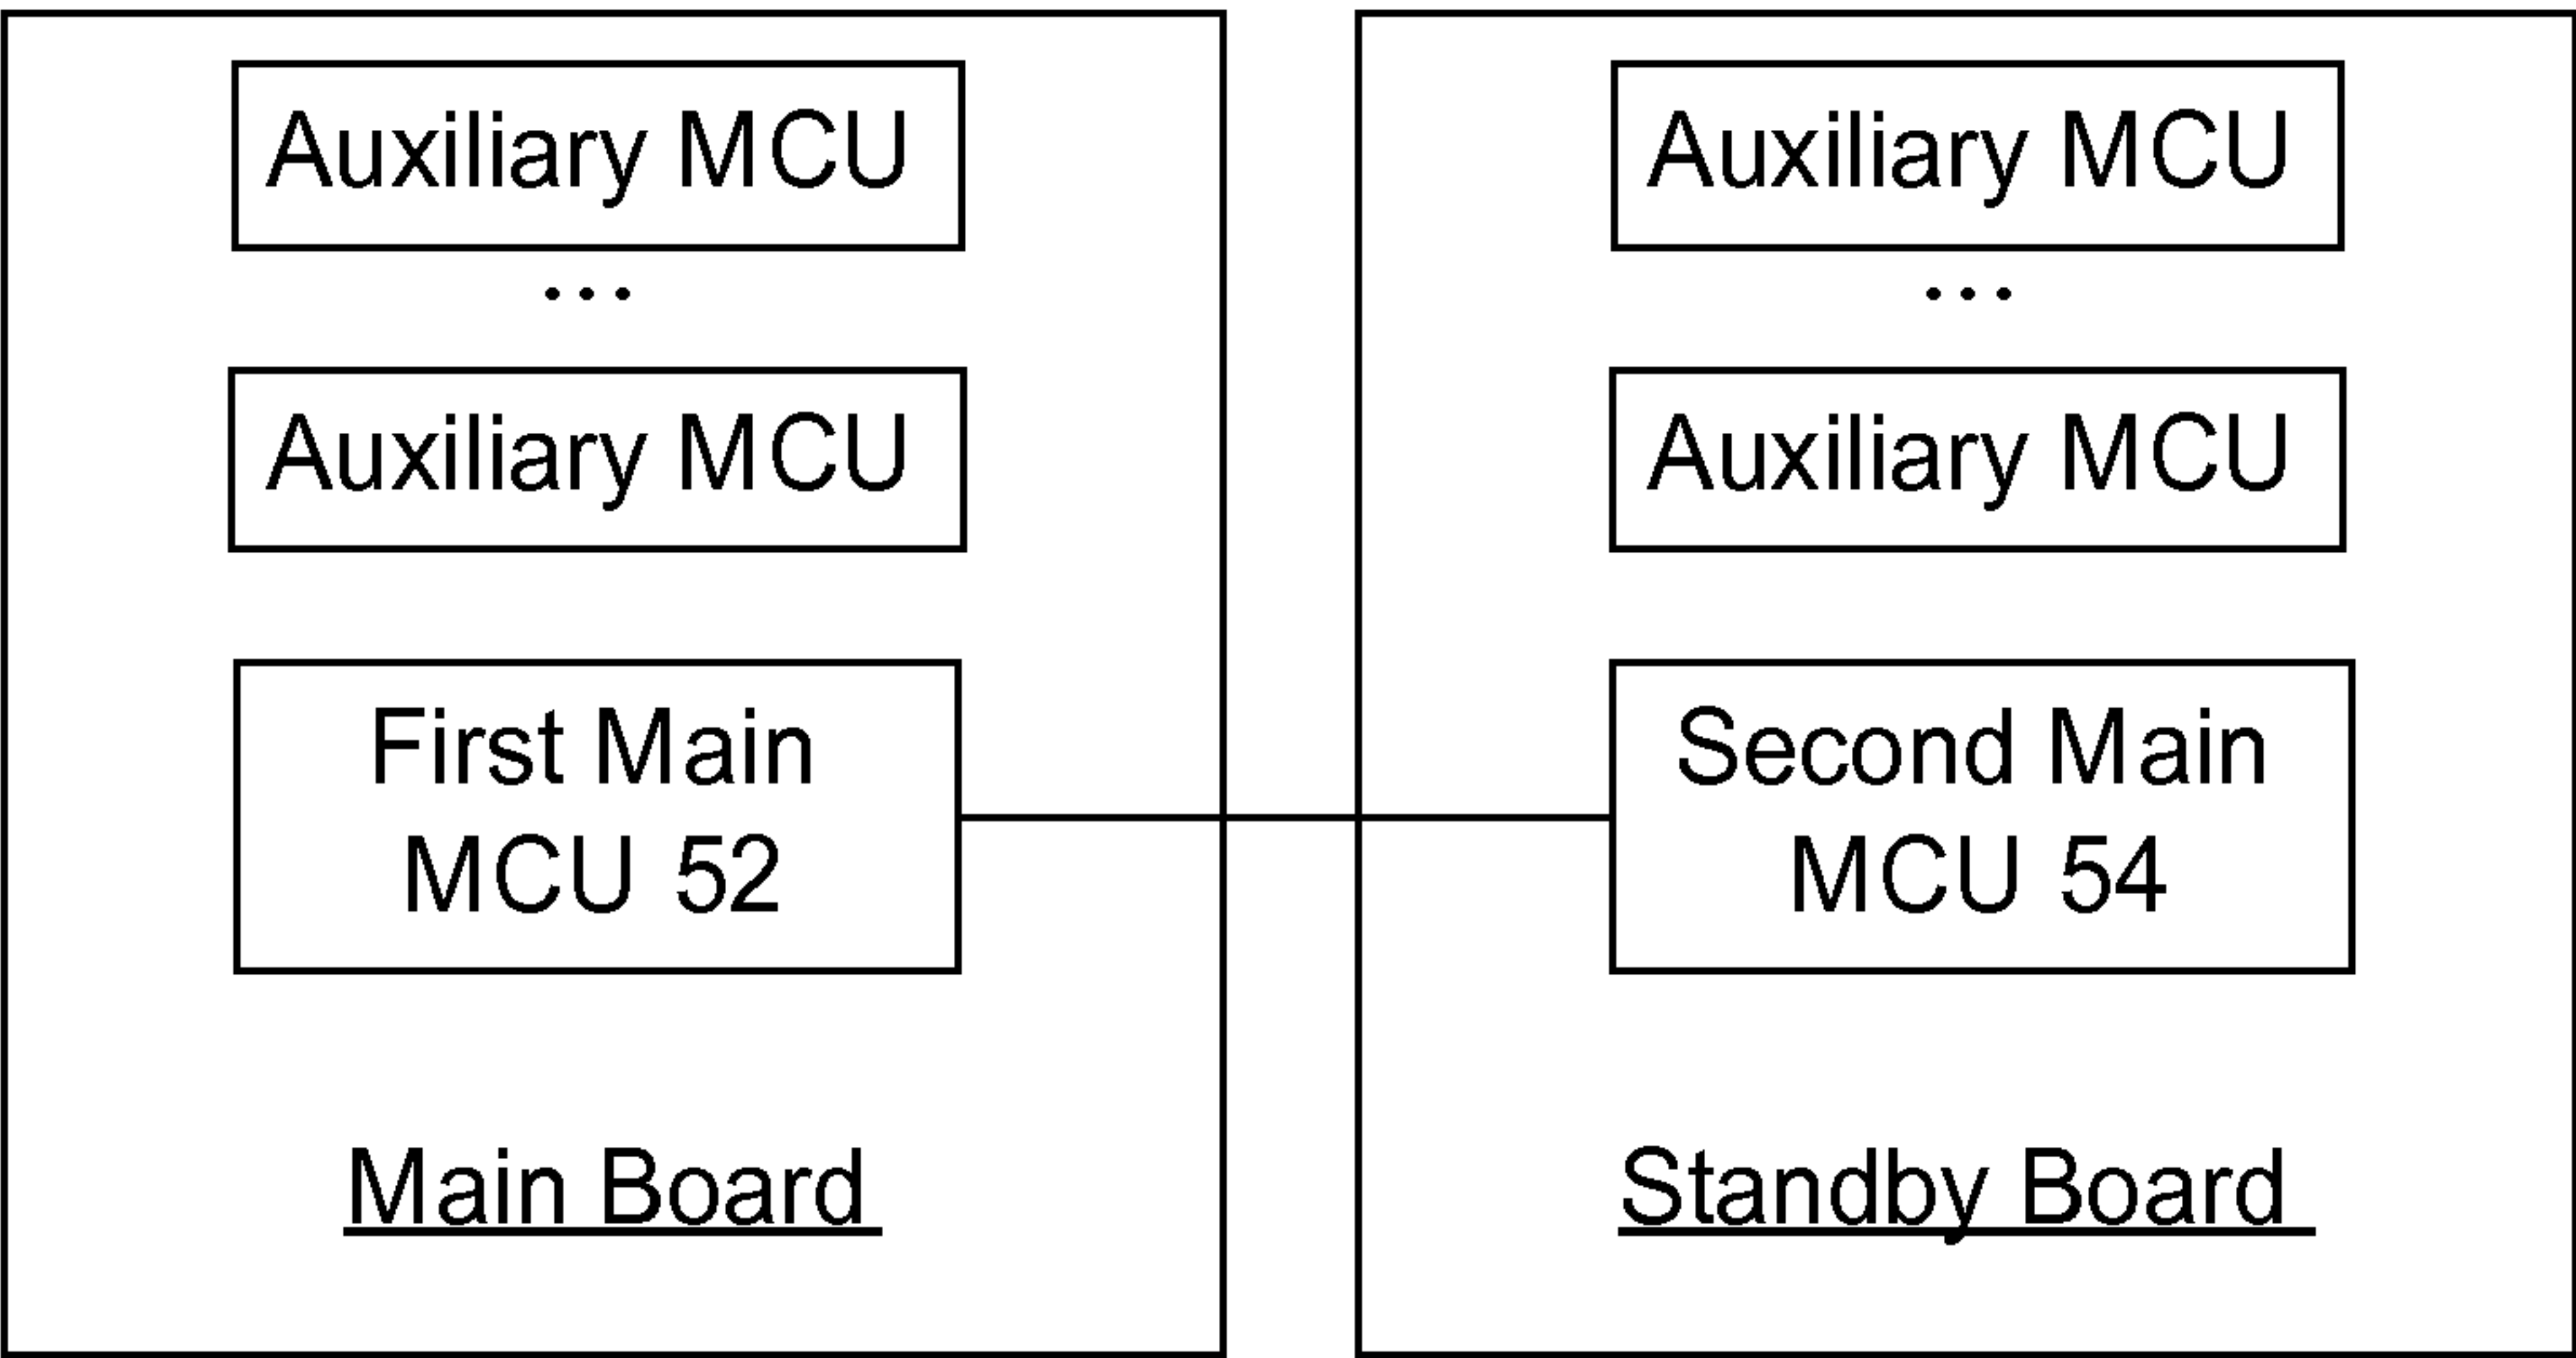 Auxiliary MCU
...
Auxiliary MCU
First Main
MCU 52
Main Board
Auxiliary MCU
...
Auxiliary MCU
Second Main
MCU 54
Standby Board